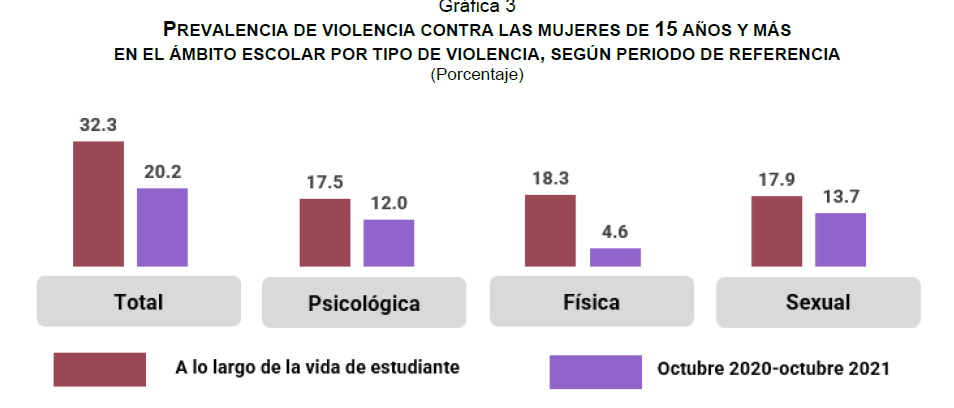 Gráfica 3
PREVALENCIA DE VIOLENCIA CONTRA LAS MUJERES DE 15 AÑOS Y MÁS
EN EL ÁMBITO ESCOLAR POR TIPO DE VIOLENCIA, SEGÚN PERIODO DE REFERENCIA
(Porcentaje)
32.3
20.2
17.5
12.0
18.3
4.6
17.9
13.7
Total
Psicológica
Física
Sexual
A lo largo de la vida de estudiante
Octubre 2020-octubre 2021